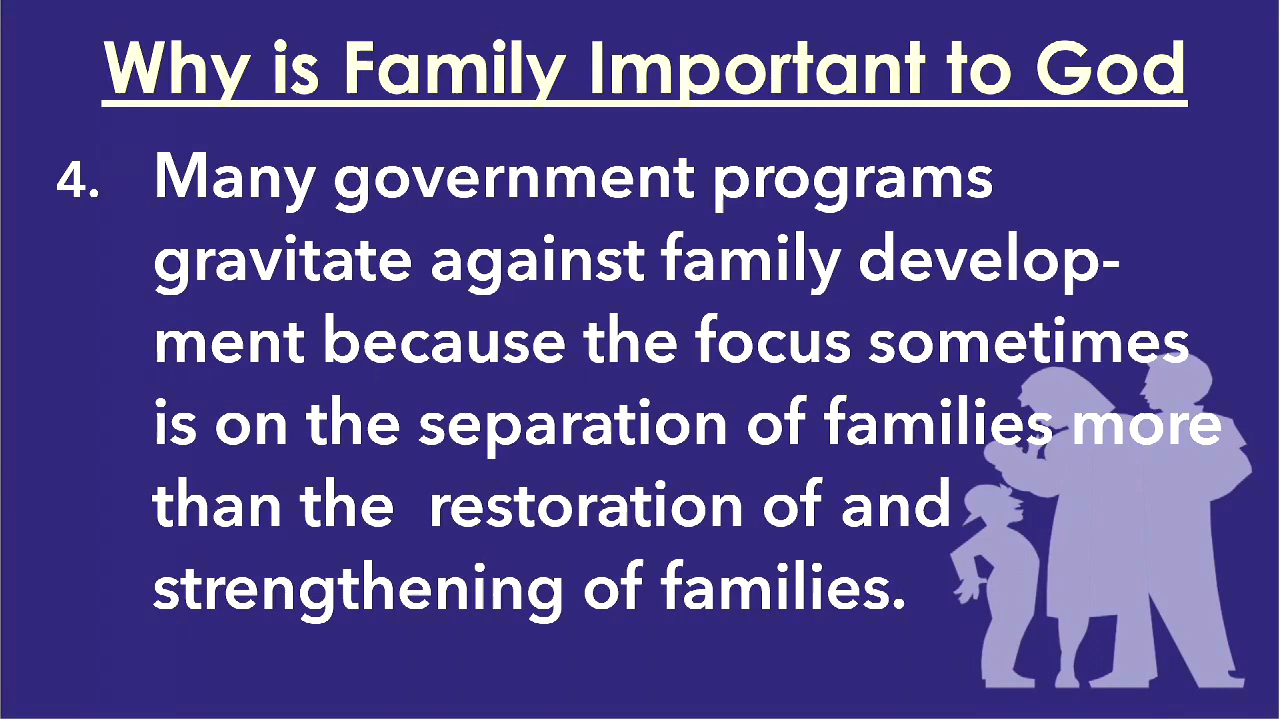 Why is Family Important to God
4. Many government programs
gravitate against family develop-
ment because the focus sometimes
is on the separation of families more
than the  restoration of and
strengthening of families.